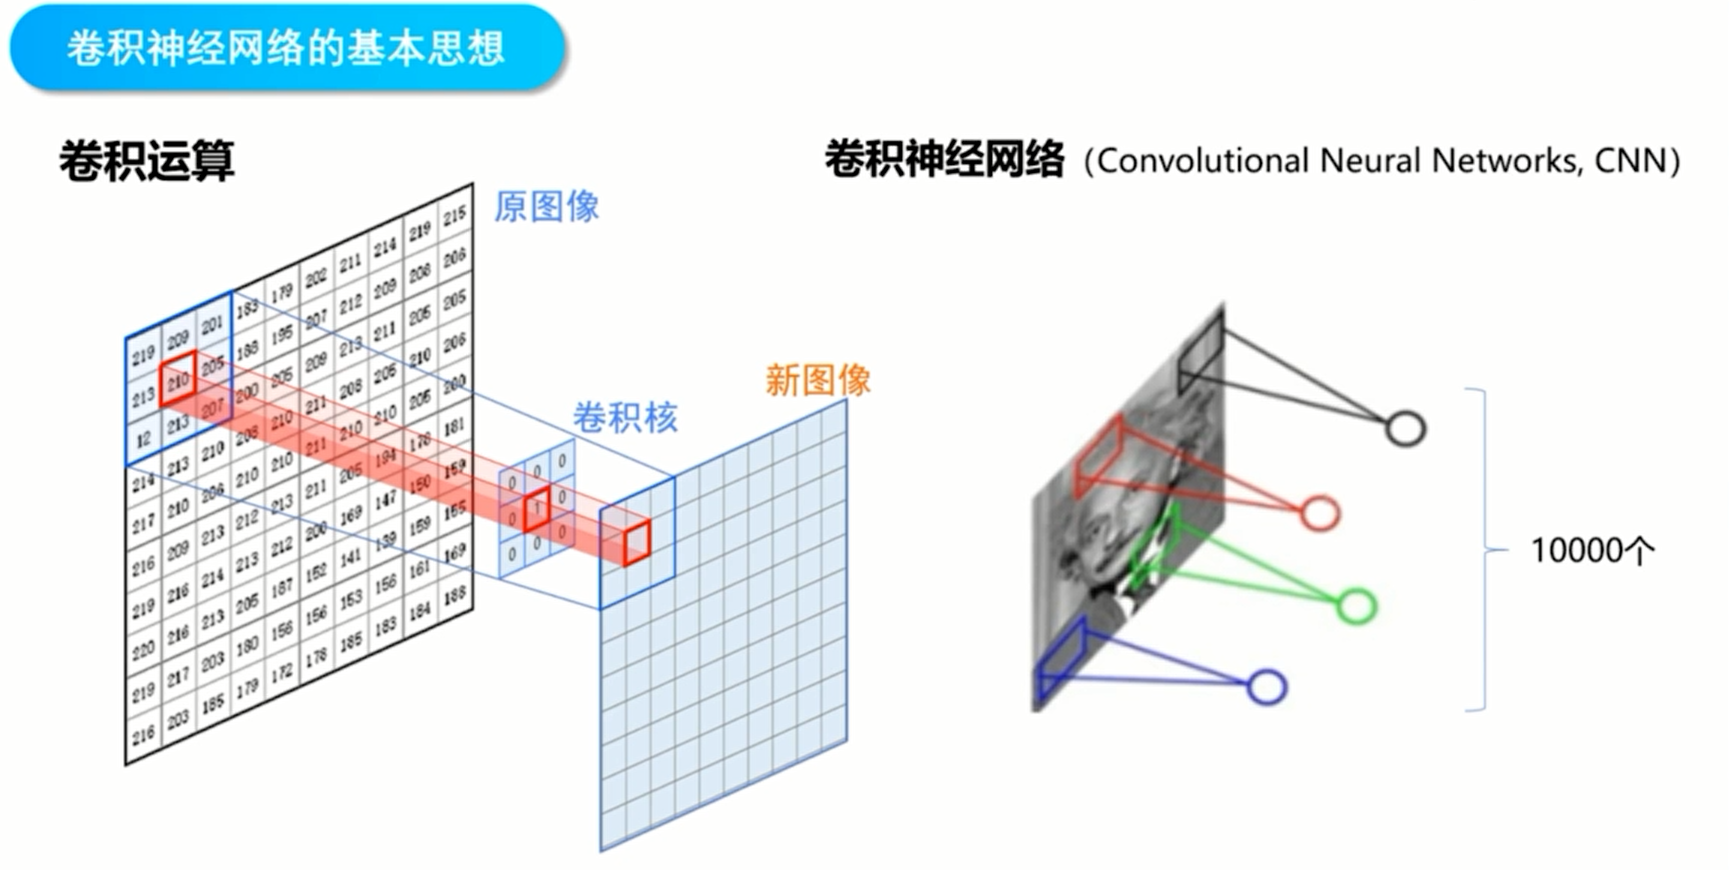 卷积神经网络的基本思想
卷积运算
原图像
219 209 201 183 179 202 211 214 219 215
213 210 205 188 195 207 212 209 208 206
12 213 207 200 205 209 213 211 205 205
214 213 210 208 210 211 208 205 210 206
217 210 206 210 210 211 210 210 205 200
216 209 213 212 213 211 205 194 178 181
219 216 214 213 212 200 169 147 150 159
220 216 213 205 187 152 141 139 159 155
219 217 203 180 156 156 153 156 161 169
216 203 185 179 172 178 185 183 184 188
卷积核
0 0 0
0 1 0
0 0 0
新图像
卷积神经网络（Convolutional Neural Networks, CNN）
10000个